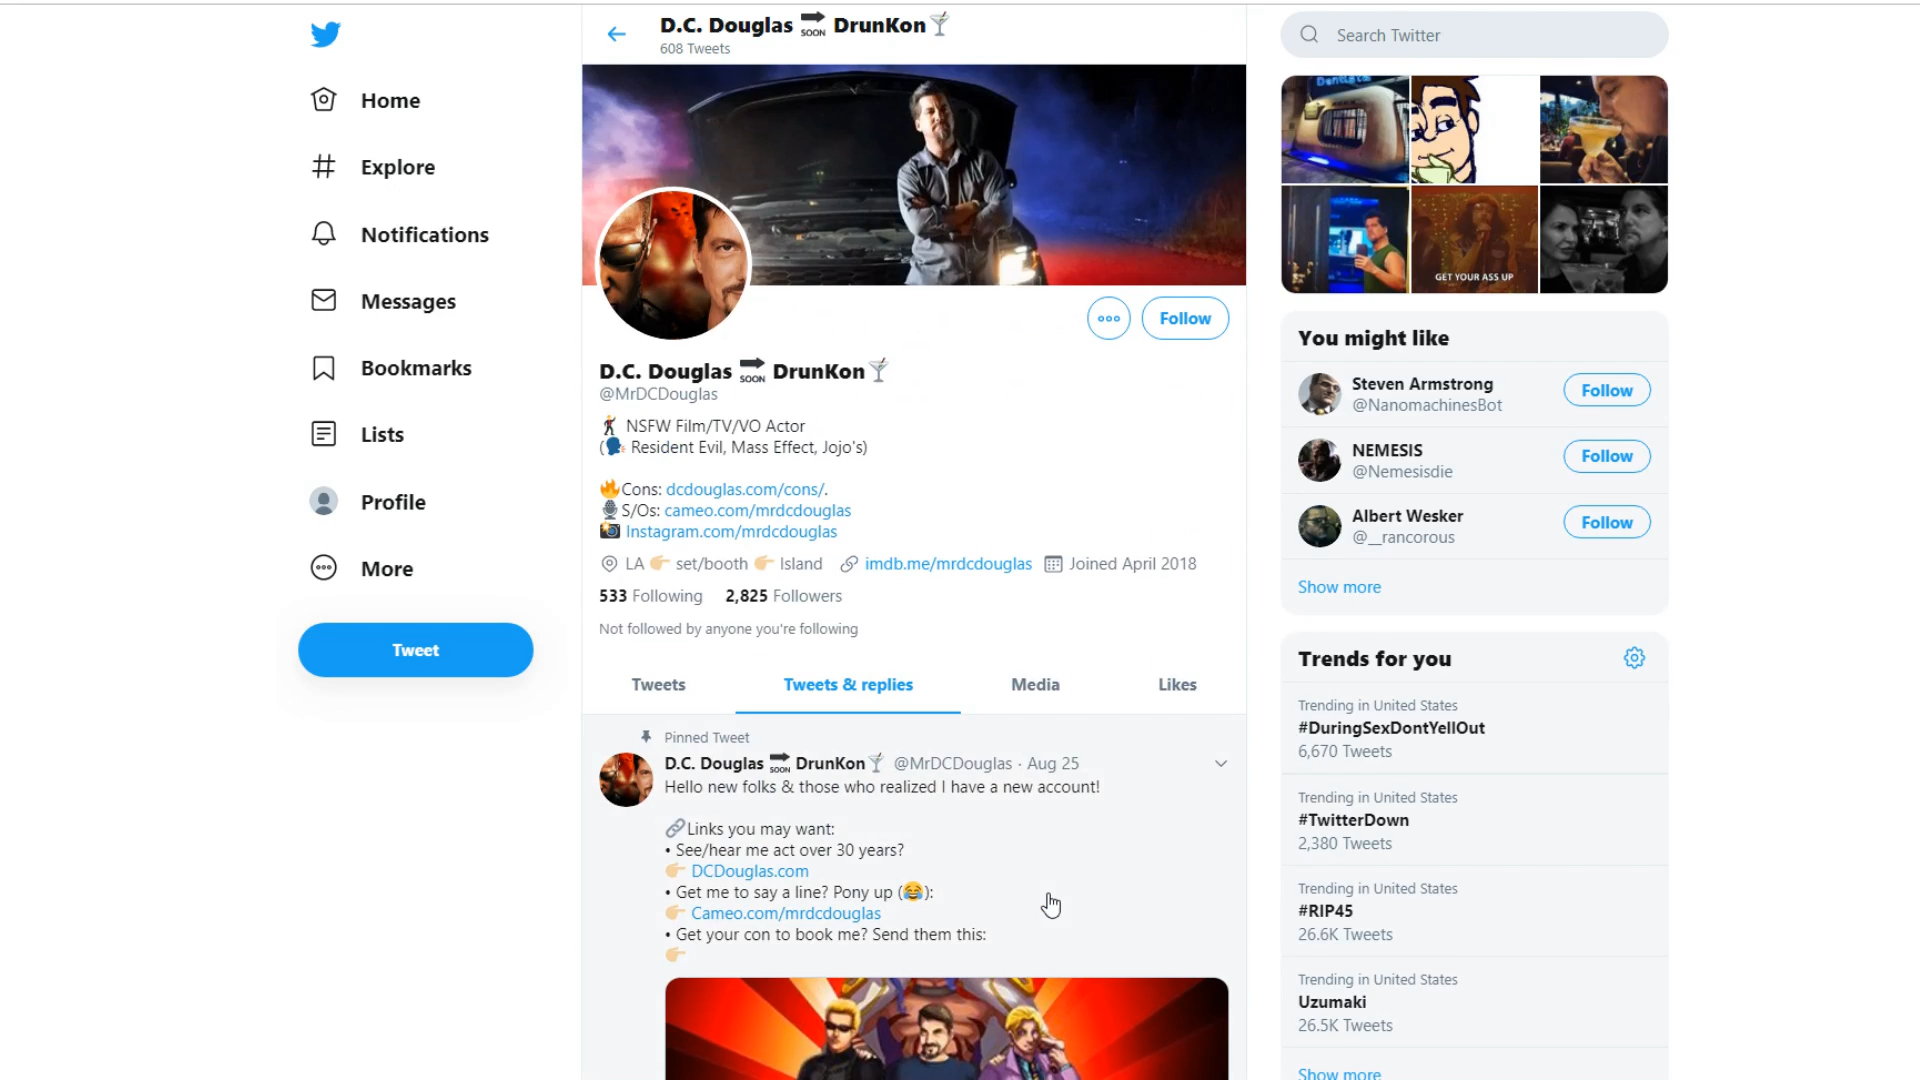 D.C. Douglas SOON DrunKon
608 Tweets
Search Twitter
Home
Explore
Notifications
Messages
Bookmarks
Lists
Profile
More
Tweet
Follow
D.C. Douglas SOON DrunKon
@MrDCDouglas
NSFW Film/TV/VO Actor
( Resident Evil, Mass Effect, Jojo's)
Cons: dcdouglas.com/cons/.
S/Os: cameo.com/mrdcdouglas
Instagram.com/mrdcdouglas
LA set/booth Island imdb.me/mrdcdouglas Joined April 2018
533 Following 2,825 Followers
Not followed by anyone you're following
Tweets Tweets & replies Media Likes
Pinned Tweet
D.C. Douglas SOON DrunKon @MrDCDouglas · Aug 25
Hello new folks & those who realized I have a new account!
Links you may want:
• See/hear me act over 30 years?
DCDouglas.com
• Get me to say a line? Pony up (😂):
Cameo.com/mrdcdouglas
• Get your con to book me? Send them this:
GET YOUR ASS UP
You might like
Steven Armstrong
@NanomachinesBot
Follow
NEMESIS
@Nemesisdie
Follow
Albert Wesker
@__rancorous
Follow
Show more
Trends for you
Trending in United States
#DuringSexDontYellOut
6,670 Tweets
Trending in United States
#TwitterDown
2,380 Tweets
Trending in United States
#RIP45
26.6K Tweets
Trending in United States
Uzumaki
26.5K Tweets
Show more